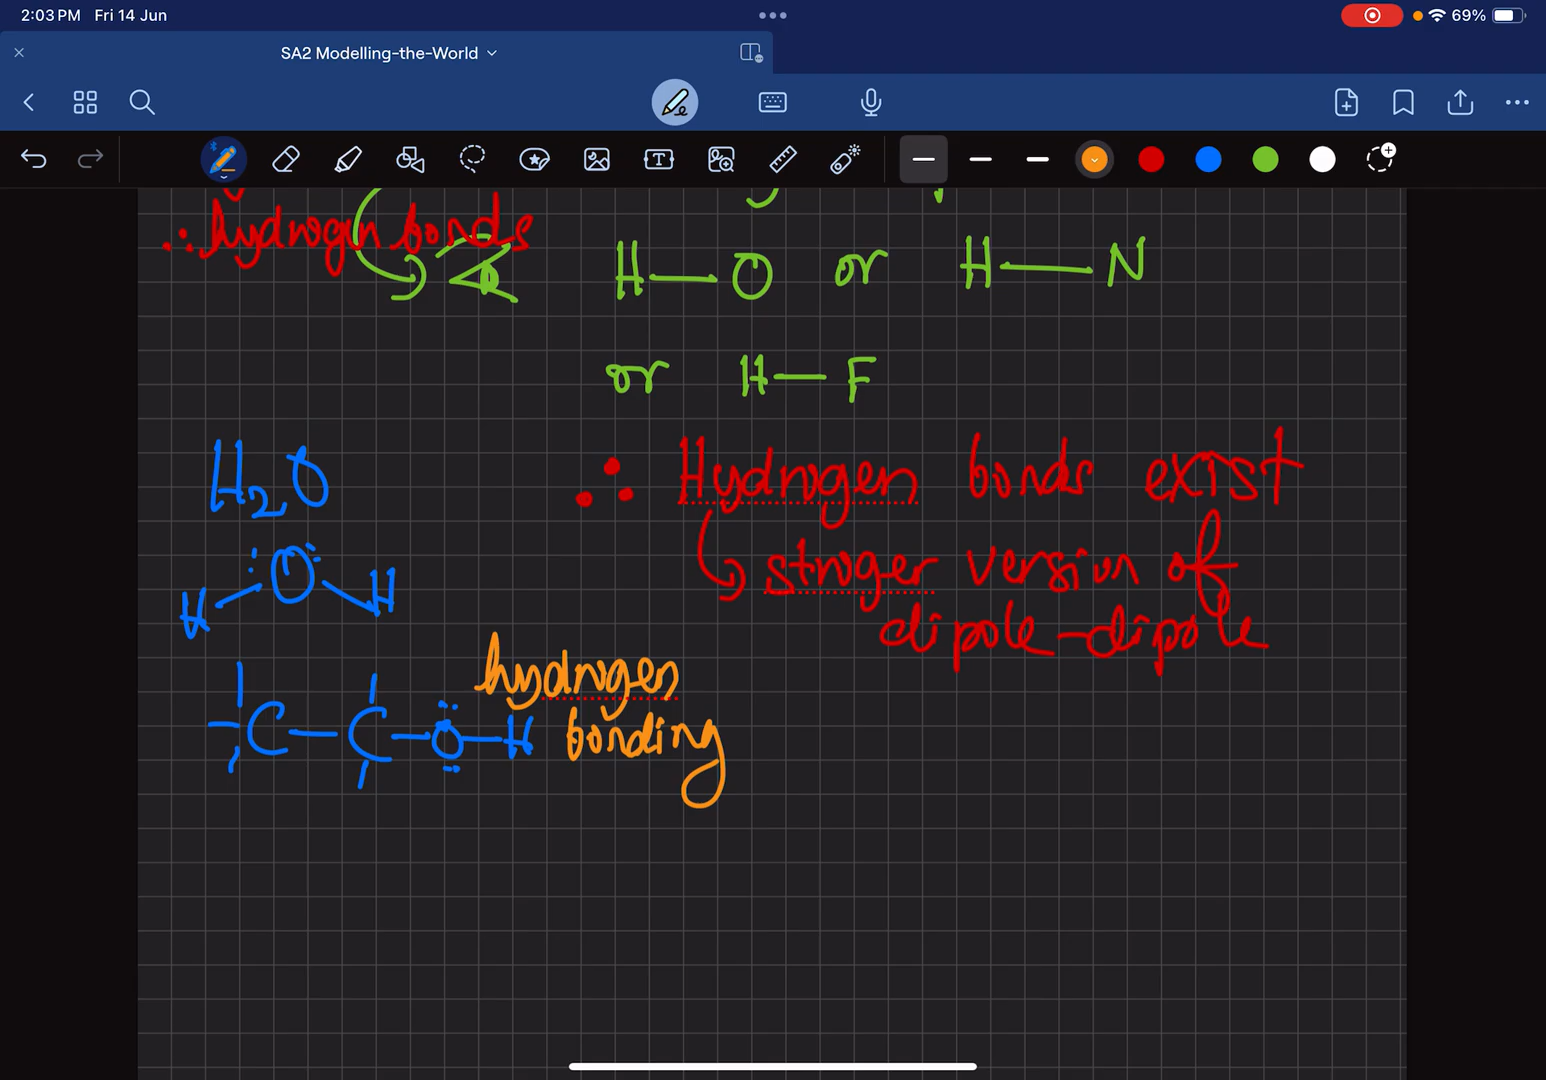 2:03 PM Fri 14 Jun
69%
SA2 Modelling-the-World
∴ hydrogen bonds
H—O or H—N
or H—F
H₂O
∴ Hydrogen bonds exist
stroger version of
dipole-dipole
O
H H
hydrogen
C—C—O—H bonding